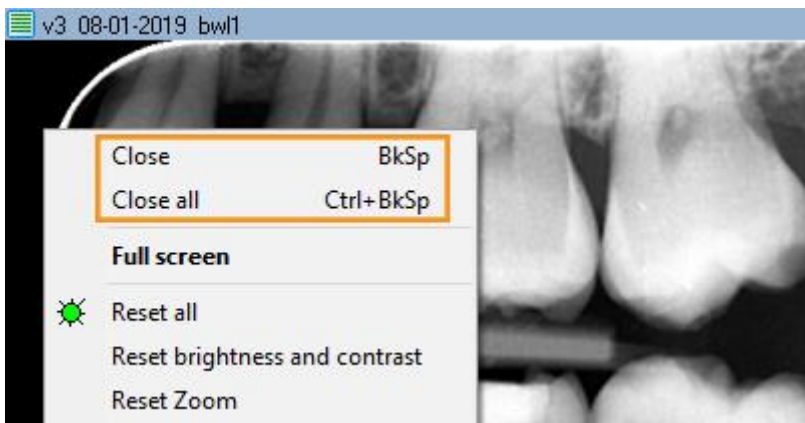 v3 08-01-2019 bwl1
Close BkSp
Close all Ctrl+BkSp
Full screen
Reset all
Reset brightness and contrast
Reset Zoom